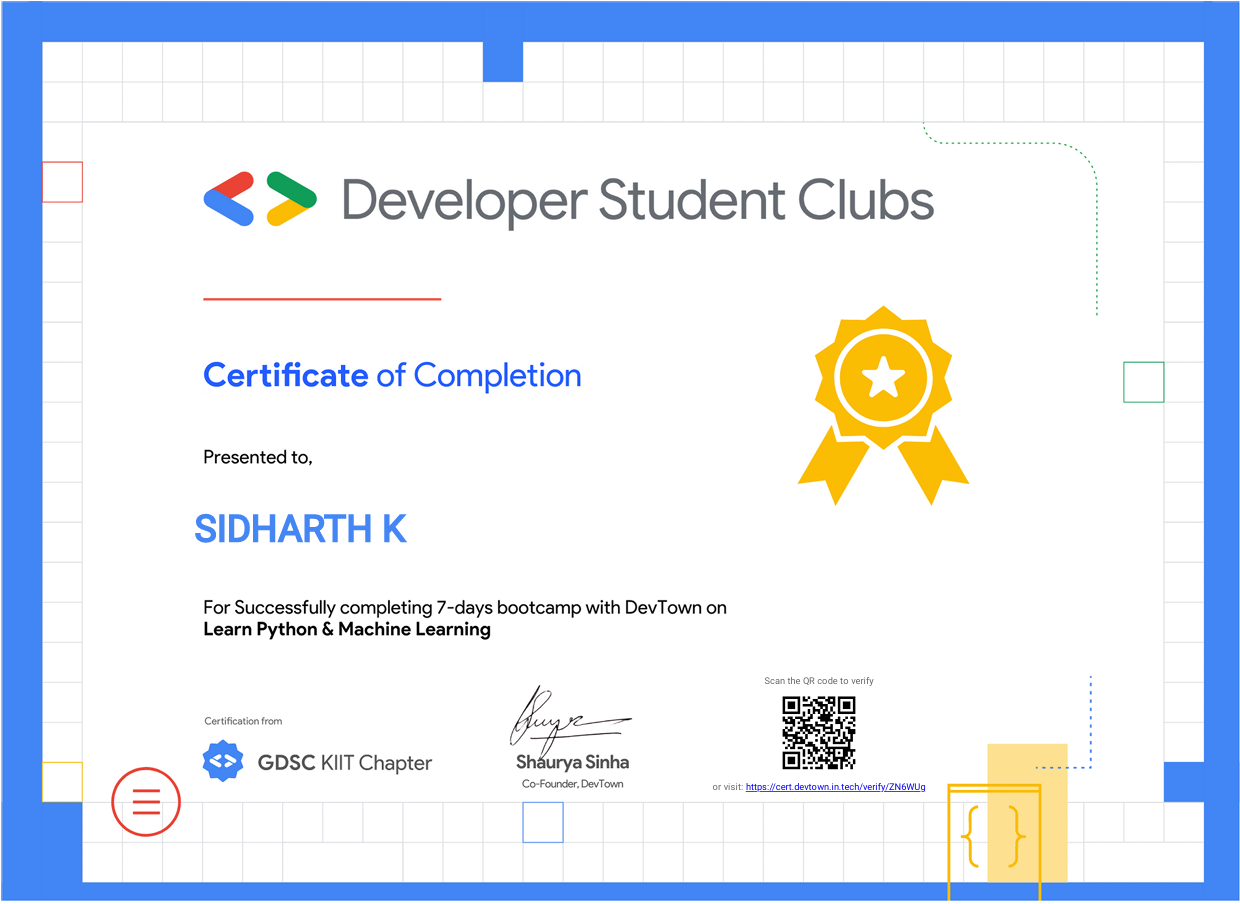 Developer Student Clubs
Certificate of Completion
Presented to,
SIDHARTH K
For Successfully completing 7-days bootcamp with DevTown on
Learn Python & Machine Learning
Certification from
GDSC KIIT Chapter
Shaurya Sinha
Co-Founder, DevTown
Scan the QR code to verify
or visit: https://cert.devtown.in.tech/verify/ZN6WUg
{ }